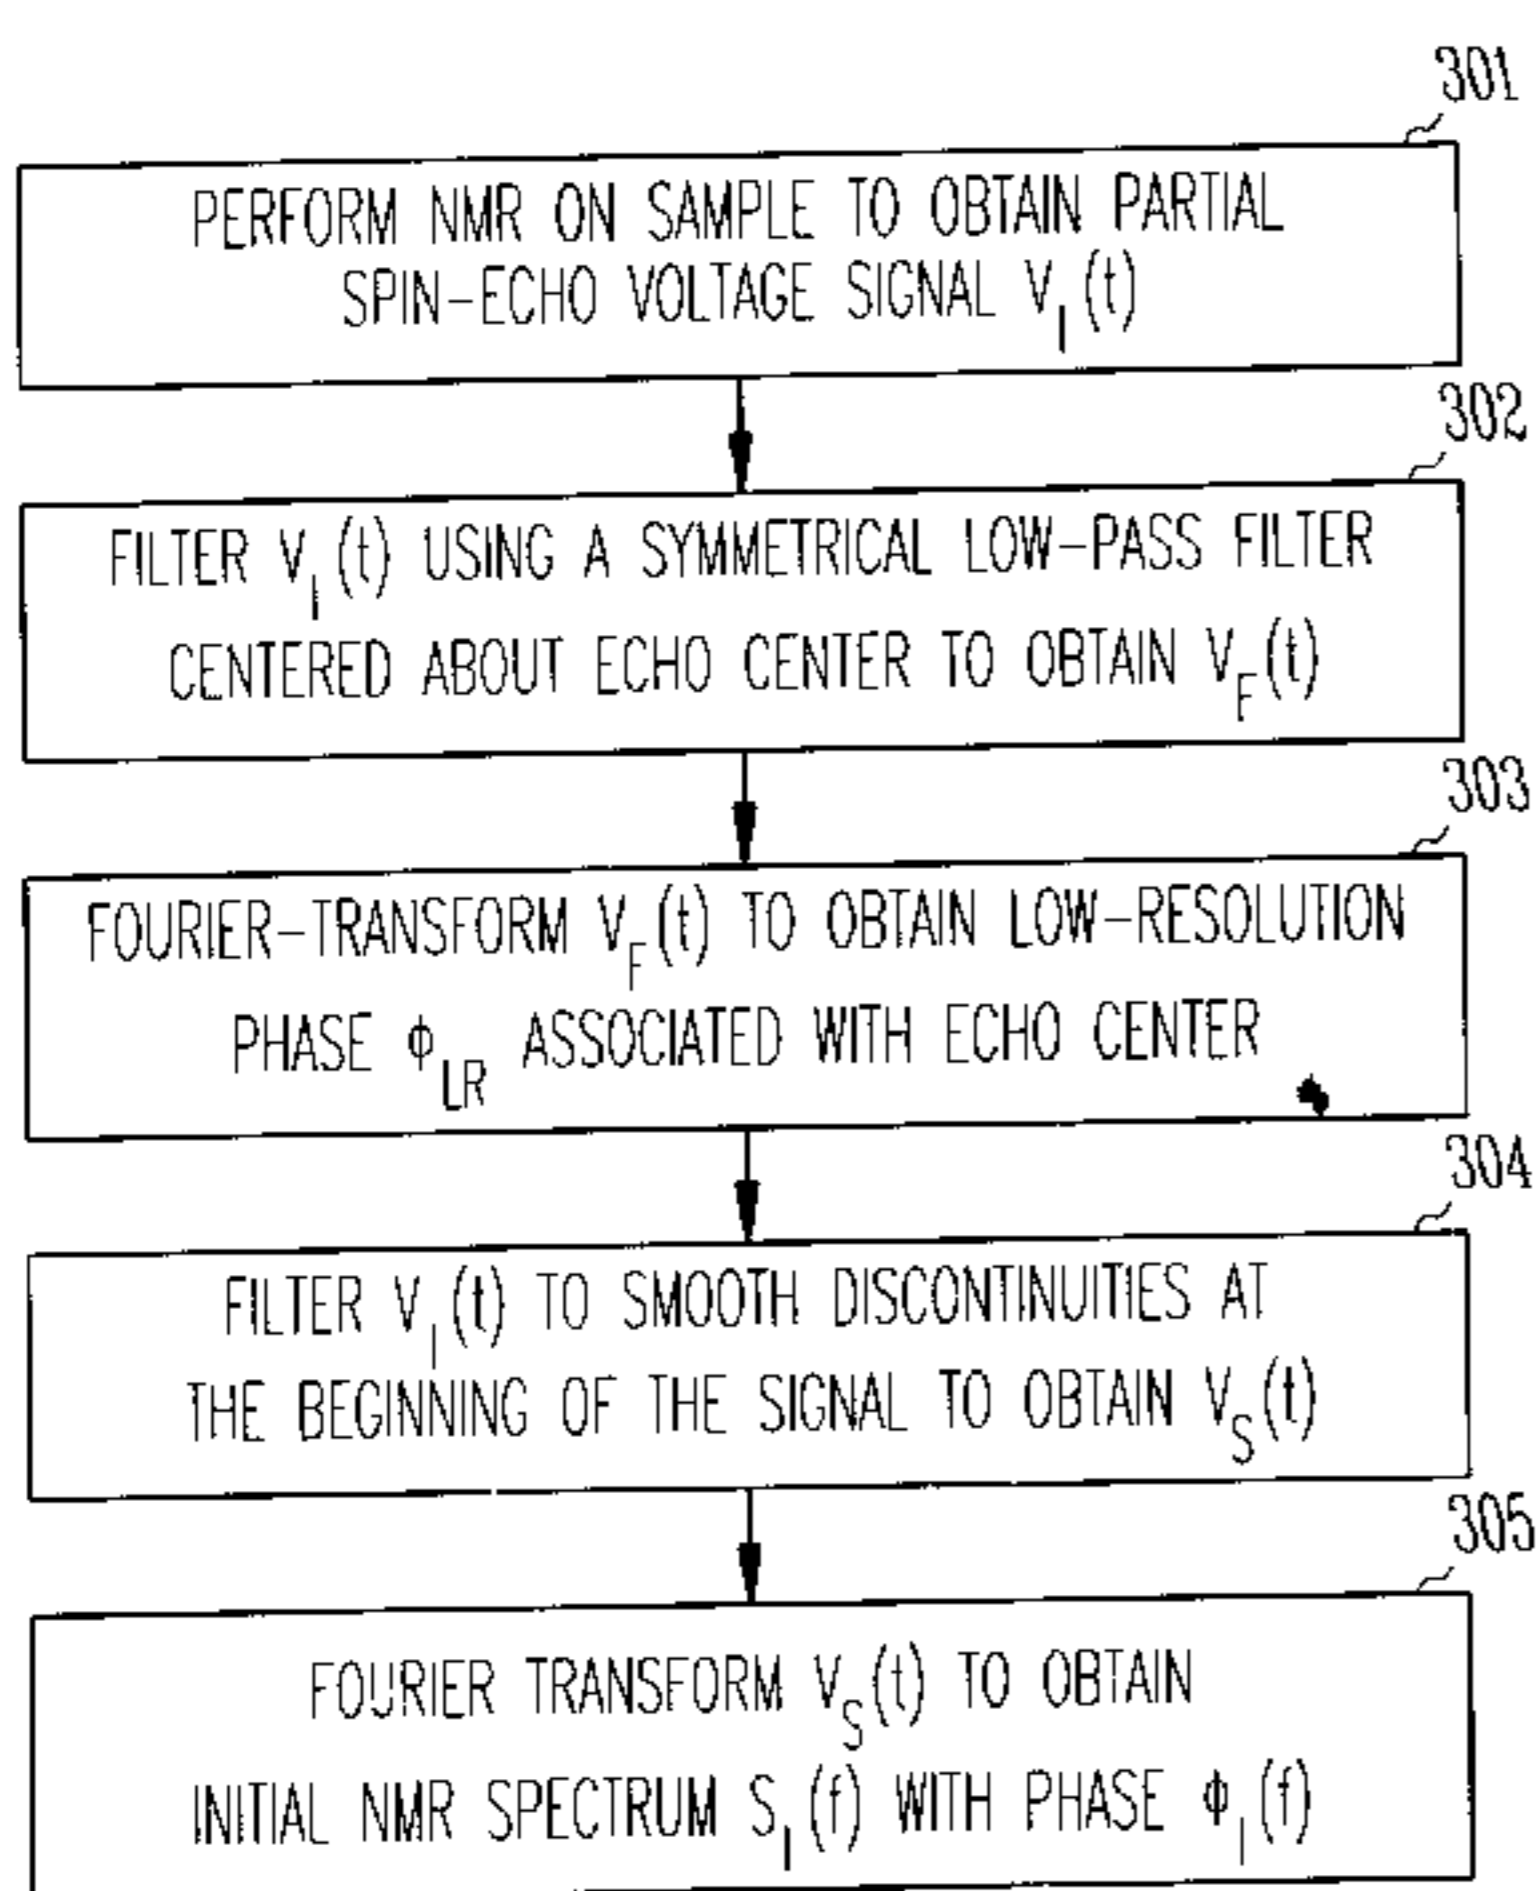 301
PERFORM NMR ON SAMPLE TO OBTAIN PARTIAL
SPIN-ECHO VOLTAGE SIGNAL V_I(t)
302
FILTER V_I(t) USING A SYMMETRICAL LOW-PASS FILTER
CENTERED ABOUT ECHO CENTER TO OBTAIN V_F(t)
303
FOURIER-TRANSFORM V_F(t) TO OBTAIN LOW-RESOLUTION
PHASE ϕ_LR ASSOCIATED WITH ECHO CENTER
304
FILTER V_I(t) TO SMOOTH DISCONTINUITIES AT
THE BEGINNING OF THE SIGNAL TO OBTAIN V_S(t)
305
FOURIER TRANSFORM V_S(t) TO OBTAIN
INITIAL NMR SPECTRUM S_I(f) WITH PHASE ϕ_I(f)